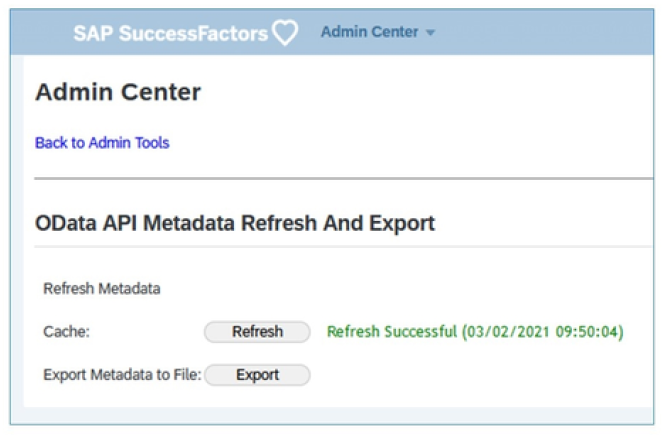 SAP SuccessFactors Admin Center
Admin Center
Back to Admin Tools
OData API Metadata Refresh And Export
Refresh Metadata
Cache: Refresh Refresh Successful (03/02/2021 09:50:04)
Export Metadata to File: Export